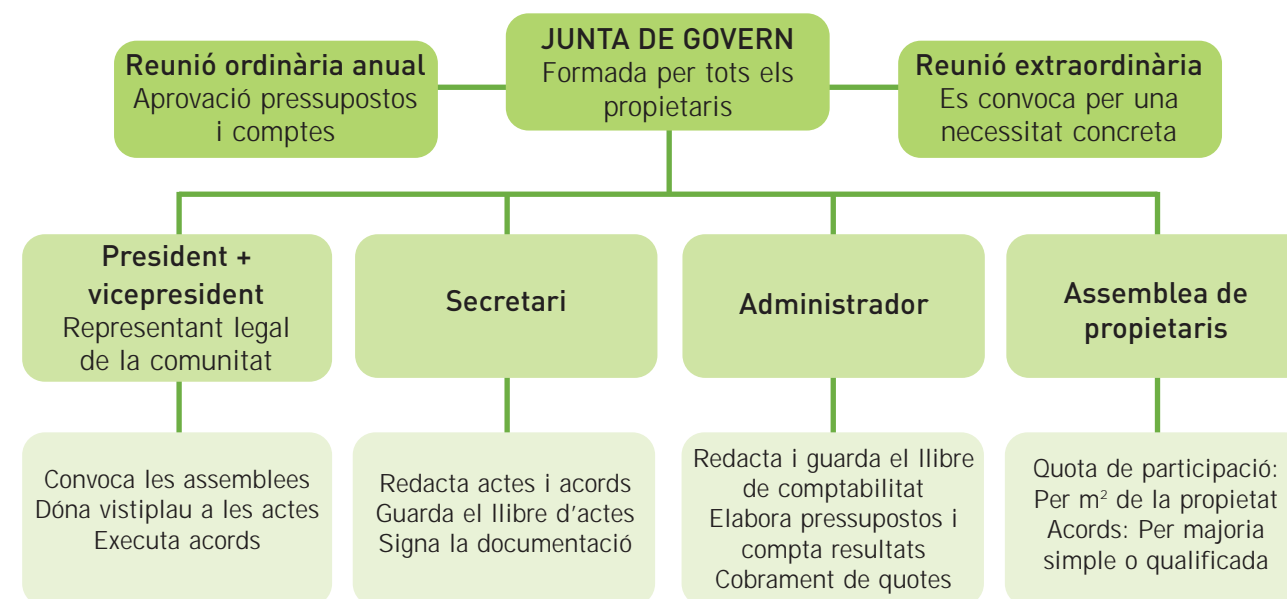 Reunió ordinària anual
Aprovació pressupostos
i comptes
JUNTA DE GOVERN
Formada per tots els
propietaris
Reunió extraordinària
Es convoca per una
necessitat concreta
President +
vicepresident
Representant legal
de la comunitat
Secretari
Administrador
Assemblea de
propietaris
Convoca les assemblees
Dóna vistiplau a les actes
Executa acords
Redacta actes i acords
Guarda el llibre d'actes
Signa la documentació
Redacta i guarda el llibre
de comptabilitat
Elabora pressupostos i
compta resultats
Cobrament de quotes
Quota de participació:
Per m² de la propietat
Acords: Per majoria
simple o qualificada